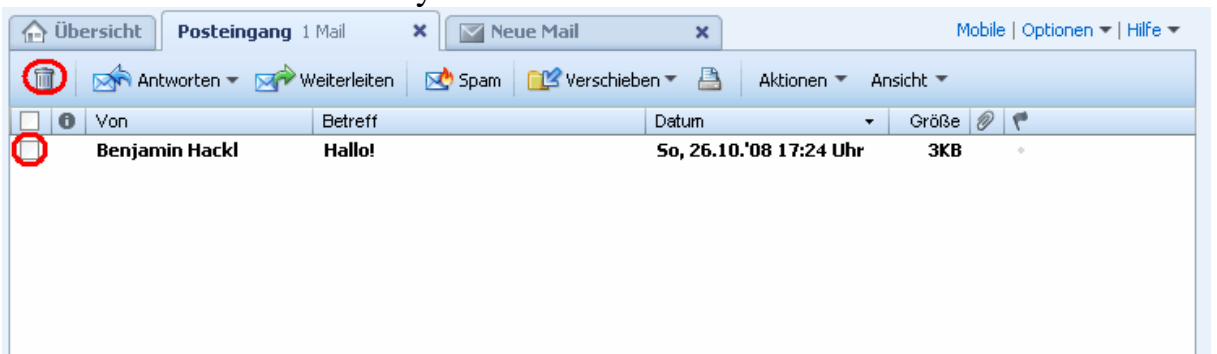 Übersicht Posteingang 1 Mail Neue Mail Mobile | Optionen | Hilfe
Antworten Weiterleiten Spam Verschieben Aktionen Ansicht
Von Betreff Datum Größe
Benjamin Hackl Hallo! So, 26.10.'08 17:24 Uhr 3KB